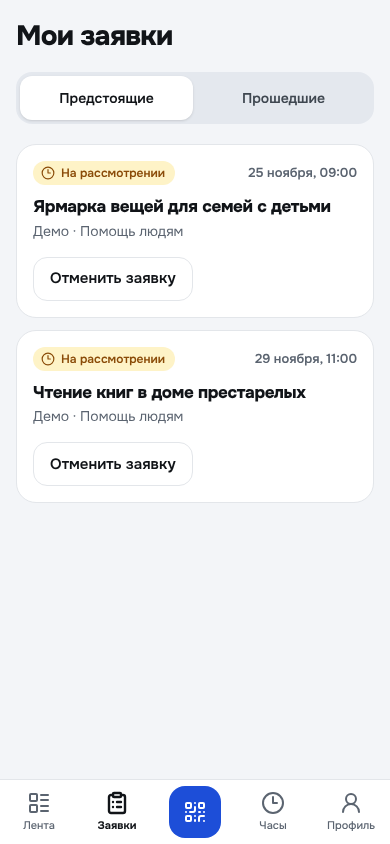 Мои заявки
Предстоящие
Прошедшие
На рассмотрении
25 ноября, 09:00
Ярмарка вещей для семей с детьми
Демо · Помощь людям
Отменить заявку
На рассмотрении
29 ноября, 11:00
Чтение книг в доме престарелых
Демо · Помощь людям
Отменить заявку
Лента
Заявки
Часы
Профиль